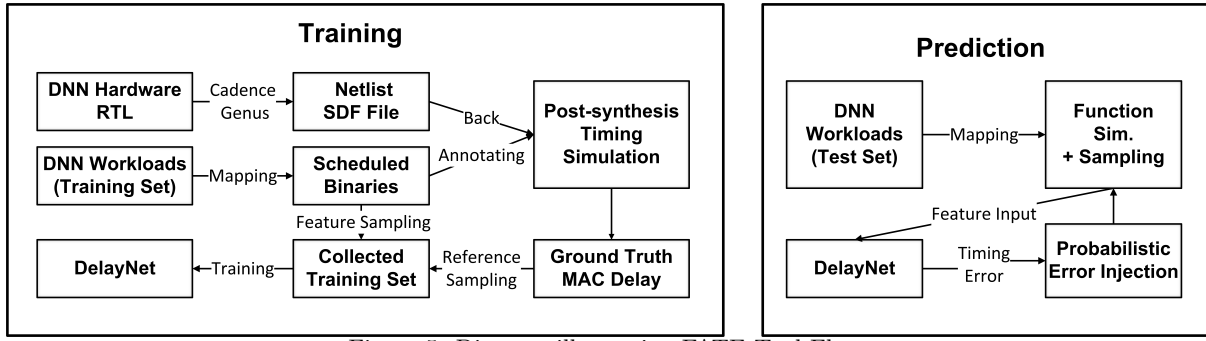 Training
DNN Hardware
RTL
Cadence
Genus
Netlist
SDF File
Back
Annotating
Post-synthesis
Timing
Simulation
DNN Workloads
(Training Set)
Mapping
Scheduled
Binaries
Feature Sampling
DelayNet
Training
Collected
Training Set
Reference
Sampling
Ground Truth
MAC Delay
Prediction
DNN
Workloads
(Test Set)
Mapping
Function
Sim.
+ Sampling
Feature Input
DelayNet
Timing
Error
Probabilistic
Error Injection